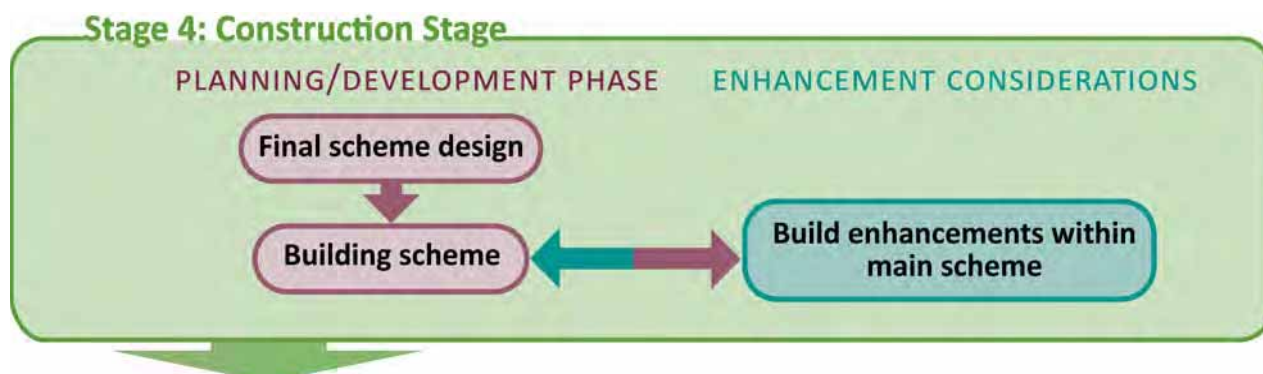 Stage 4: Construction Stage
PLANNING/DEVELOPMENT PHASE
ENHANCEMENT CONSIDERATIONS
Final scheme design
Building scheme
Build enhancements within
main scheme